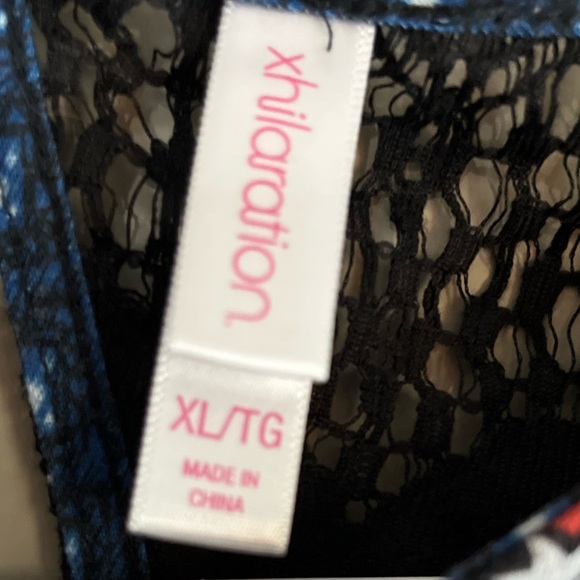 xhilaration.
XL/TG
MADE IN
CHINA